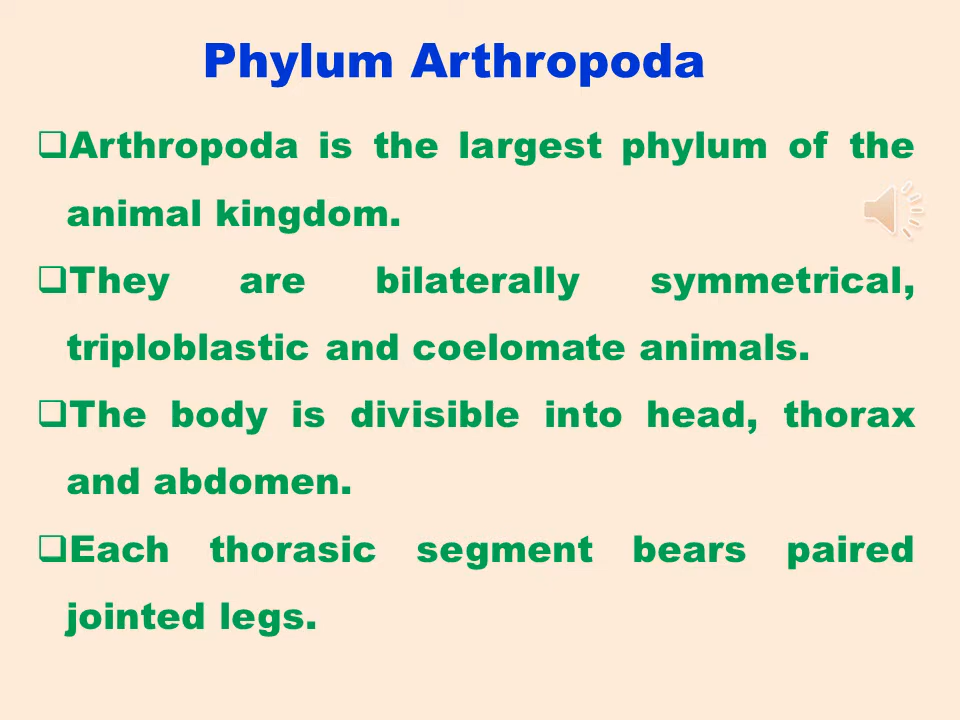 Phylum Arthropoda
❑Arthropoda is the largest phylum of the
animal kingdom.
❑They are bilaterally symmetrical,
triploblastic and coelomate animals.
❑The body is divisible into head, thorax
and abdomen.
❑Each thorasic segment bears paired
jointed legs.